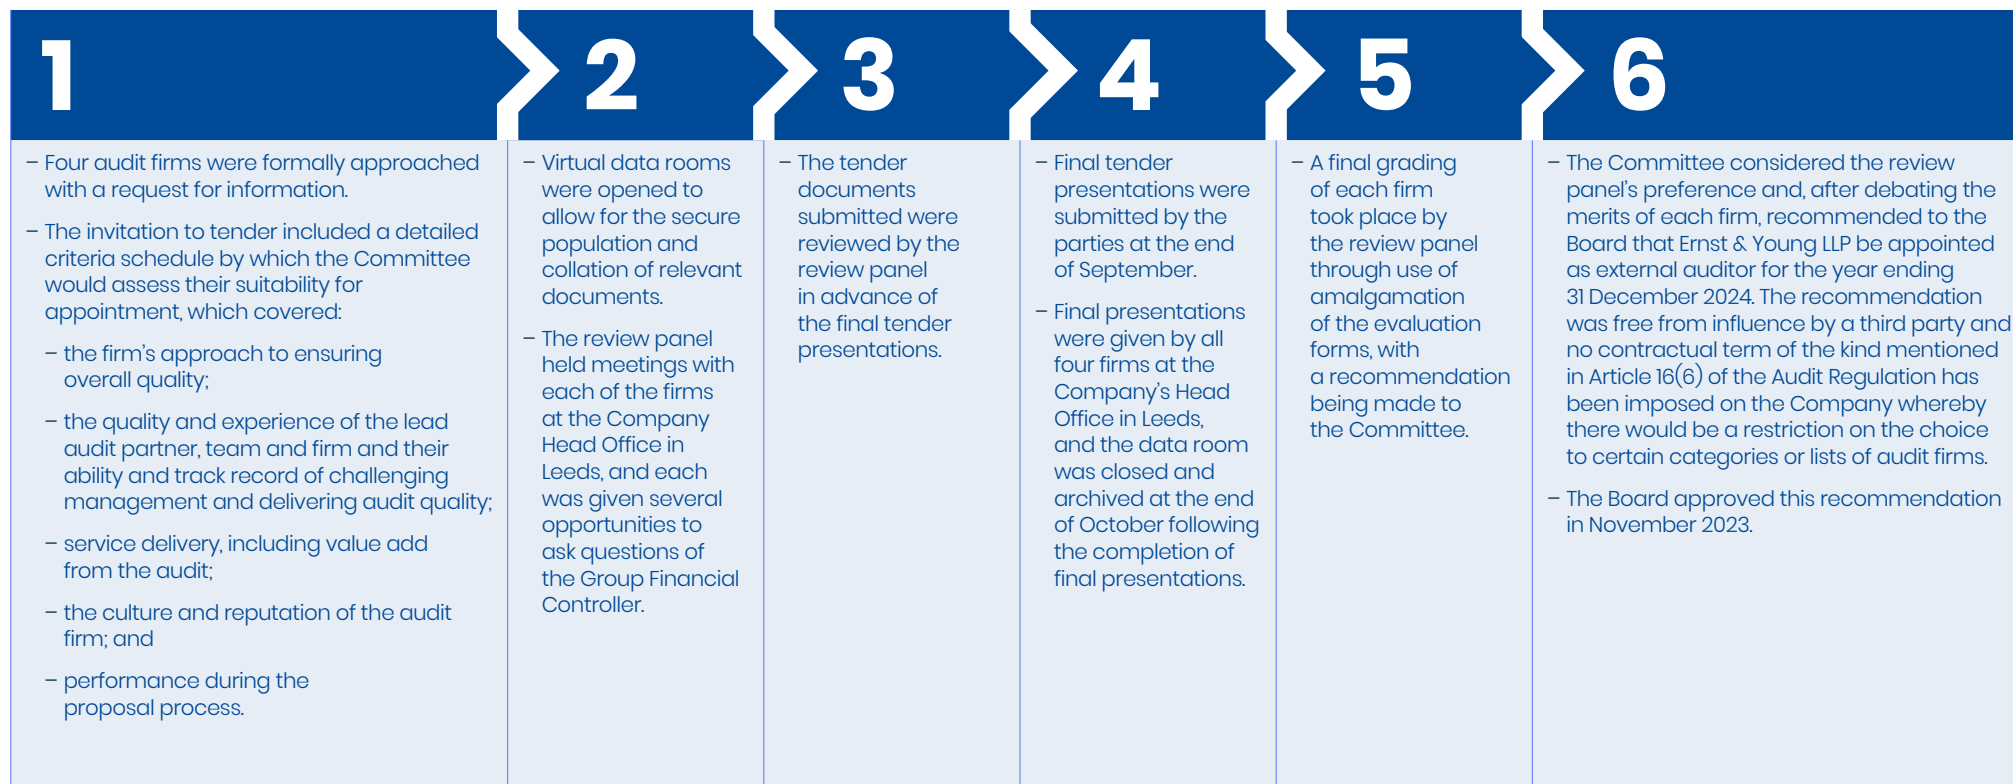 1
– Four audit firms were formally approached
with a request for information.
– The invitation to tender included a detailed
criteria schedule by which the Committee
would assess their suitability for
appointment, which covered:
– the firm’s approach to ensuring
overall quality;
– the quality and experience of the lead
audit partner, team and firm and their
ability and track record of challenging
management and delivering audit quality;
– service delivery, including value add
from the audit;
– the culture and reputation of the audit
firm; and
– performance during the
proposal process.
2
– Virtual data rooms
were opened to
allow for the secure
population and
collation of relevant
documents.
– The review panel
held meetings with
each of the firms
at the Company
Head Office in
Leeds, and each
was given several
opportunities to
ask questions of
the Group Financial
Controller.
3
– The tender
documents
submitted were
reviewed by the
review panel
in advance of
the final tender
presentations.
4
– Final tender
presentations were
submitted by the
parties at the end
of September.
– Final presentations
were given by all
four firms at the
Company’s Head
Office in Leeds,
and the data room
was closed and
archived at the end
of October following
the completion of
final presentations.
5
– A final grading
of each firm
took place by
the review panel
through use of
amalgamation
of the evaluation
forms, with
a recommendation
being made to
the Committee.
6
– The Committee considered the review
panel’s preference and, after debating the
merits of each firm, recommended to the
Board that Ernst & Young LLP be appointed
as external auditor for the year ending
31 December 2024. The recommendation
was free from influence by a third party and
no contractual term of the kind mentioned
in Article 16(6) of the Audit Regulation has
been imposed on the Company whereby
there would be a restriction on the choice
to certain categories or lists of audit firms.
– The Board approved this recommendation
in November 2023.